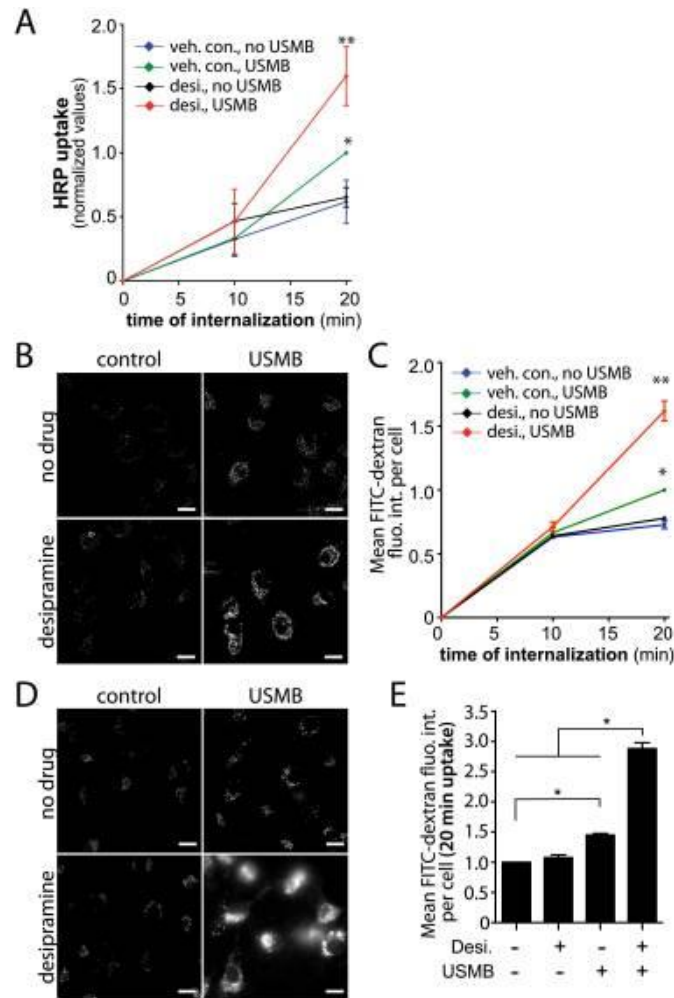 A
HRP uptake
(normalized values)
2.0
1.5
1.0
0.5
0
veh. con., no USMB
veh. con., USMB
desi., no USMB
desi., USMB
**
*
0 5 10 15 20
time of internalization (min)
B
control USMB
no drug
desipramine
C
Mean FITC-dextran
fluo. int. per cell
2.0
1.5
1.0
0.5
0
veh. con., no USMB
veh. con., USMB
desi., no USMB
desi., USMB
**
*
0 5 10 15 20
time of internalization (min)
D
control USMB
no drug
desipramine
E
Mean FITC-dextran fluo. int.
per cell (20 min uptake)
3.5
3.0
2.5
2.0
1.5
1.0
0.5
0
*
*
Desi. - + - +
USMB - - + +